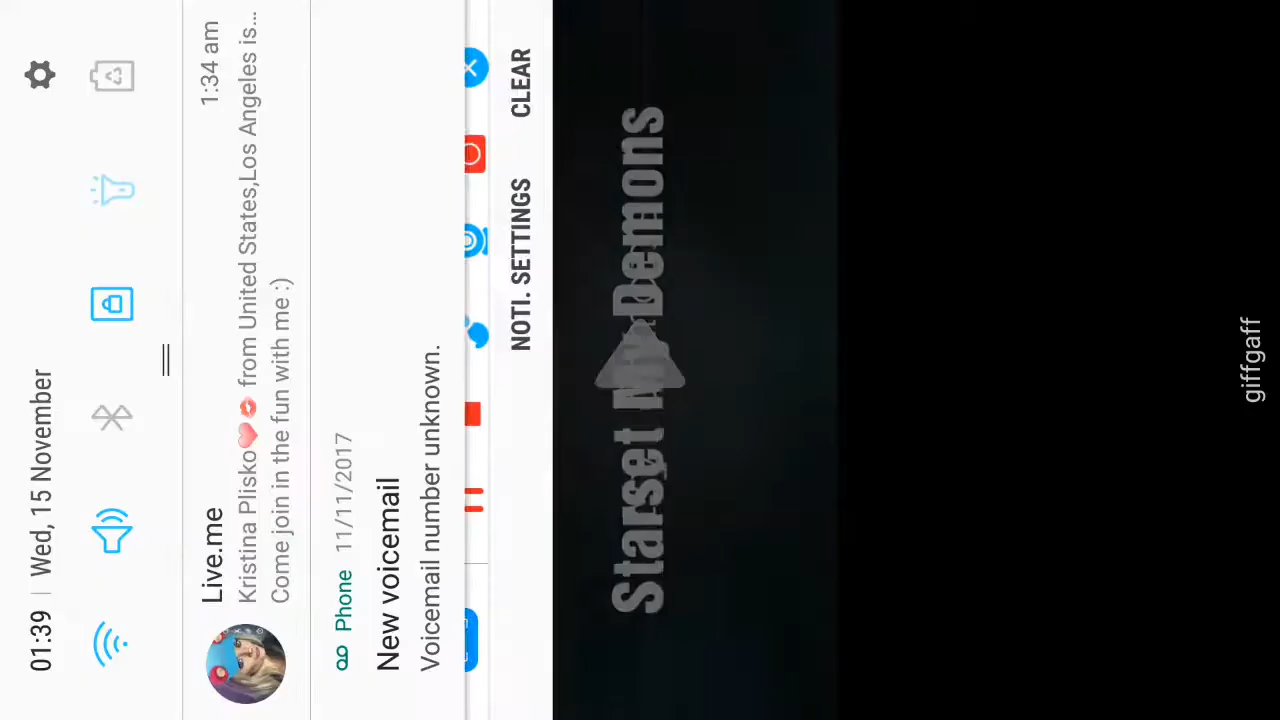 01:39 | Wed, 15 November
Live.me 1:34 am
Kristina Plisko❤️💋 from United States,Los Angeles is...
Come join in the fun with me :)
Phone 11/11/2017
New voicemail
Voicemail number unknown.
NOTI. SETTINGS CLEAR
Starset My Demons
giffgaff